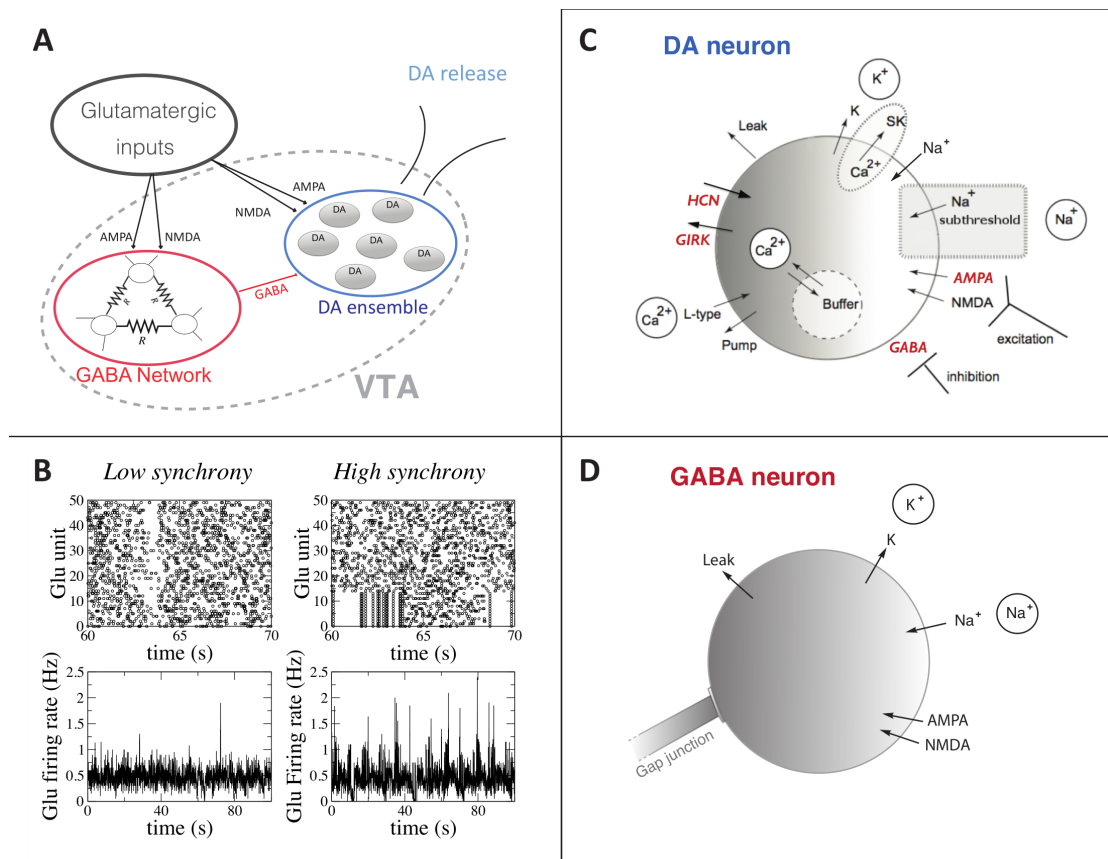 A
Glutamatergic
inputs
DA release
AMPA
NMDA
AMPA
NMDA
DA
DA
DA
DA
DA
DA
R
R
R
GABA
DA ensemble
GABA Network
VTA
B
Low synchrony
High synchrony
Glu unit
50
40
30
20
10
0
60
65
70
time (s)
Glu unit
50
40
30
20
10
0
60
65
70
time (s)
Glu firing rate (Hz)
2.5
2
1.5
1
0.5
0
0
40
80
time (s)
Glu Firing rate (Hz)
2.5
2
1.5
1
0.5
0
0
40
80
time (s)
C
DA neuron
K+
K
SK
Leak
Na+
Ca2+
HCN
Na+
subthreshold
Na+
GIRK
Ca2+
AMPA
NMDA
Buffer
Ca2+
L-type
Pump
GABA
excitation
inhibition
D
GABA neuron
K+
K
Leak
Na+
Na+
AMPA
NMDA
Gap junction